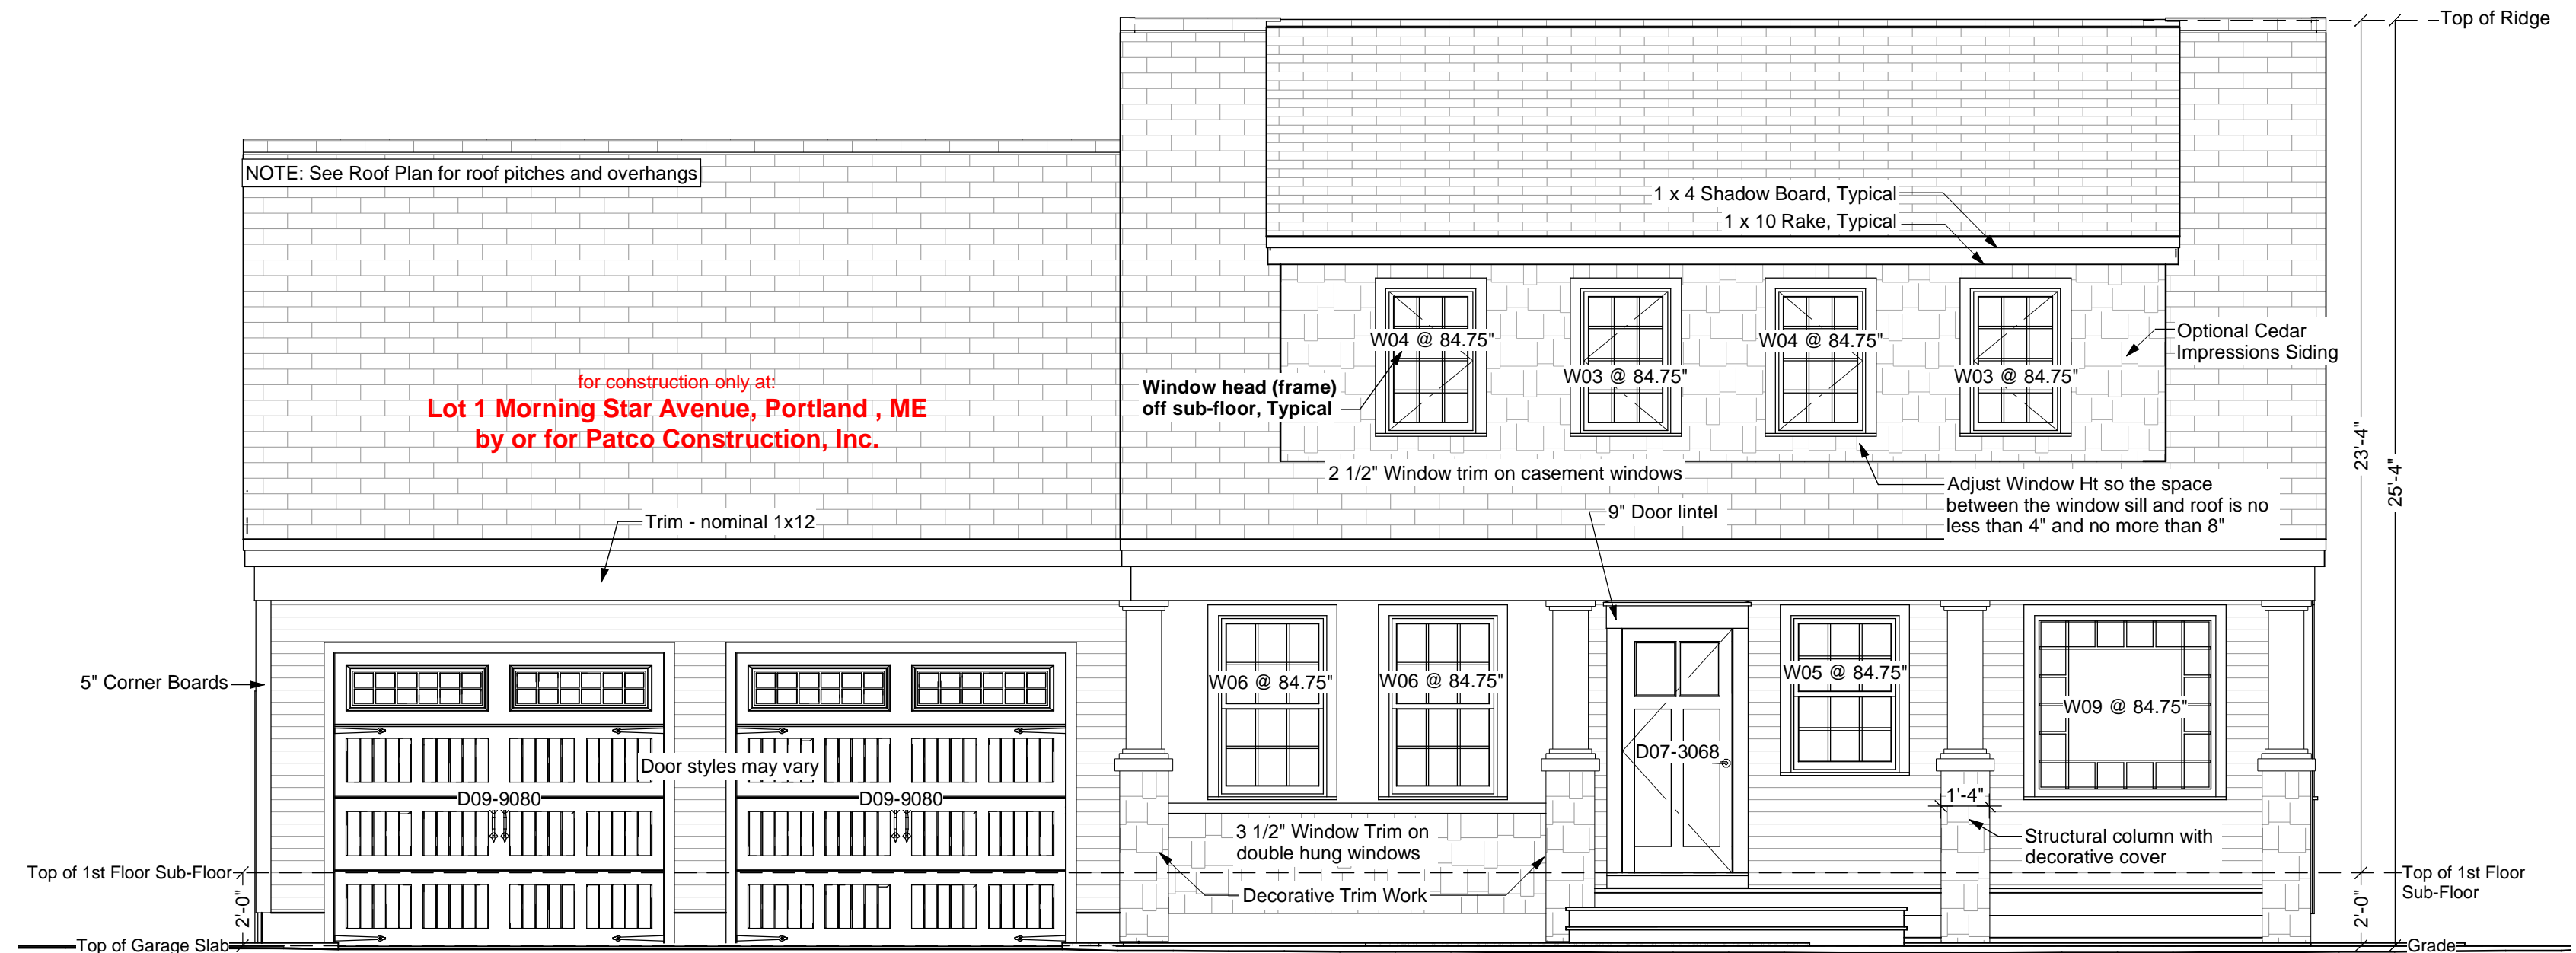 Top of Ridge
NOTE: See Roof Plan for roof pitches and overhangs
1 x 4 Shadow Board, Typical
1 x 10 Rake, Typical
W04 @ 84.75"
W03 @ 84.75"
W04 @ 84.75"
W03 @ 84.75"
Optional Cedar
Impressions Siding
Window head (frame)
off sub-floor, Typical
for construction only at:
Lot 1 Morning Star Avenue, Portland , ME
by or for Patco Construction, Inc.
23'-4"
25'-4"
2 1/2" Window trim on casement windows
Adjust Window Ht so the space
between the window sill and roof is no
less than 4" and no more than 8"
Trim - nominal 1x12
9" Door lintel
5" Corner Boards
W06 @ 84.75"
W06 @ 84.75"
W05 @ 84.75"
W09 @ 84.75"
D07-3068
Door styles may vary
D09-9080
D09-9080
1'-4"
3 1/2" Window Trim on
double hung windows
Structural column with
decorative cover
Decorative Trim Work
Top of 1st Floor Sub-Floor
2'-0"
Top of 1st Floor
Sub-Floor
2'-0"
Top of Garage Slab
Grade